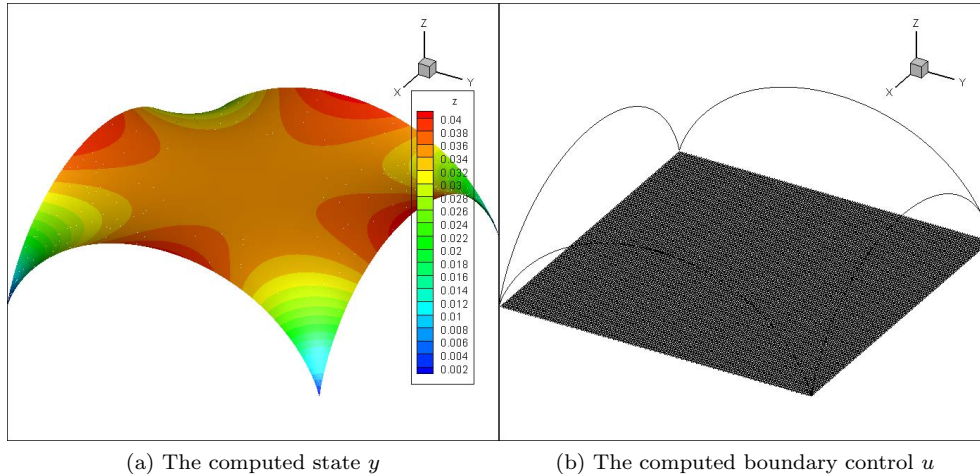 Z
Y
X
z
0.04
0.038
0.036
0.034
0.032
0.03
0.028
0.026
0.024
0.022
0.02
0.018
0.016
0.014
0.012
0.01
0.008
0.006
0.004
0.002
Z
Y
X
(a) The computed state y
(b) The computed boundary control u